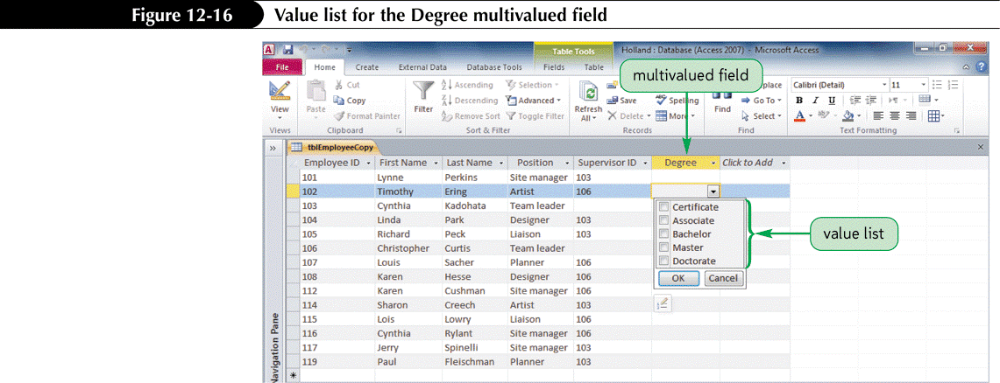 Figure 12-16 Value list for the Degree multivalued field
Table Tools Holland : Database (Access 2007) - Microsoft Access
File Home Create External Data Database Tools Fields Table
multivalued field
View
Views
Paste
Cut
Copy
Format Painter
Clipboard
Filter
Ascending
Descending
Remove Sort
Selection
Advanced
Toggle Filter
Sort & Filter
Refresh
All
Save
Delete
Spelling
More
Records
Find
Go To
Select
Find
Calibri (Detail) 11
B I U
A
Text Formatting
tblEmployeeCopy
Employee ID First Name Last Name Position Supervisor ID Degree Click to Add
101 Lynne Perkins Site manager 103
102 Timothy Ering Artist 106
103 Cynthia Kadohata Team leader
104 Linda Park Designer 103
105 Richard Peck Liaison 103
106 Christopher Curtis Team leader
107 Louis Sacher Planner 106
108 Karen Hesse Designer 106
112 Karen Cushman Site manager 106
114 Sharon Creech Artist 103
115 Lois Lowry Liaison 106
116 Cynthia Rylant Site manager 106
117 Jerry Spinelli Site manager 103
119 Paul Fleischman Planner 103
Certificate
Associate
Bachelor
Master
Doctorate
OK Cancel
value list
Navigation Pane